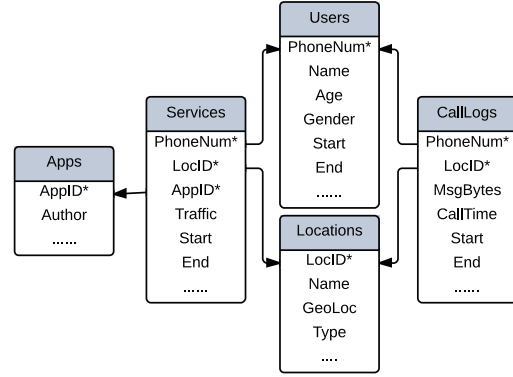 Users
PhoneNum*
Name
Age
Gender
Start
End
......
Services
PhoneNum*
LocID*
AppID*
Traffic
Start
End
......
CallLogs
PhoneNum*
LocID*
MsgBytes
CallTime
Start
End
......
Apps
AppID*
Author
......
Locations
LocID*
Name
GeoLoc
Type
....